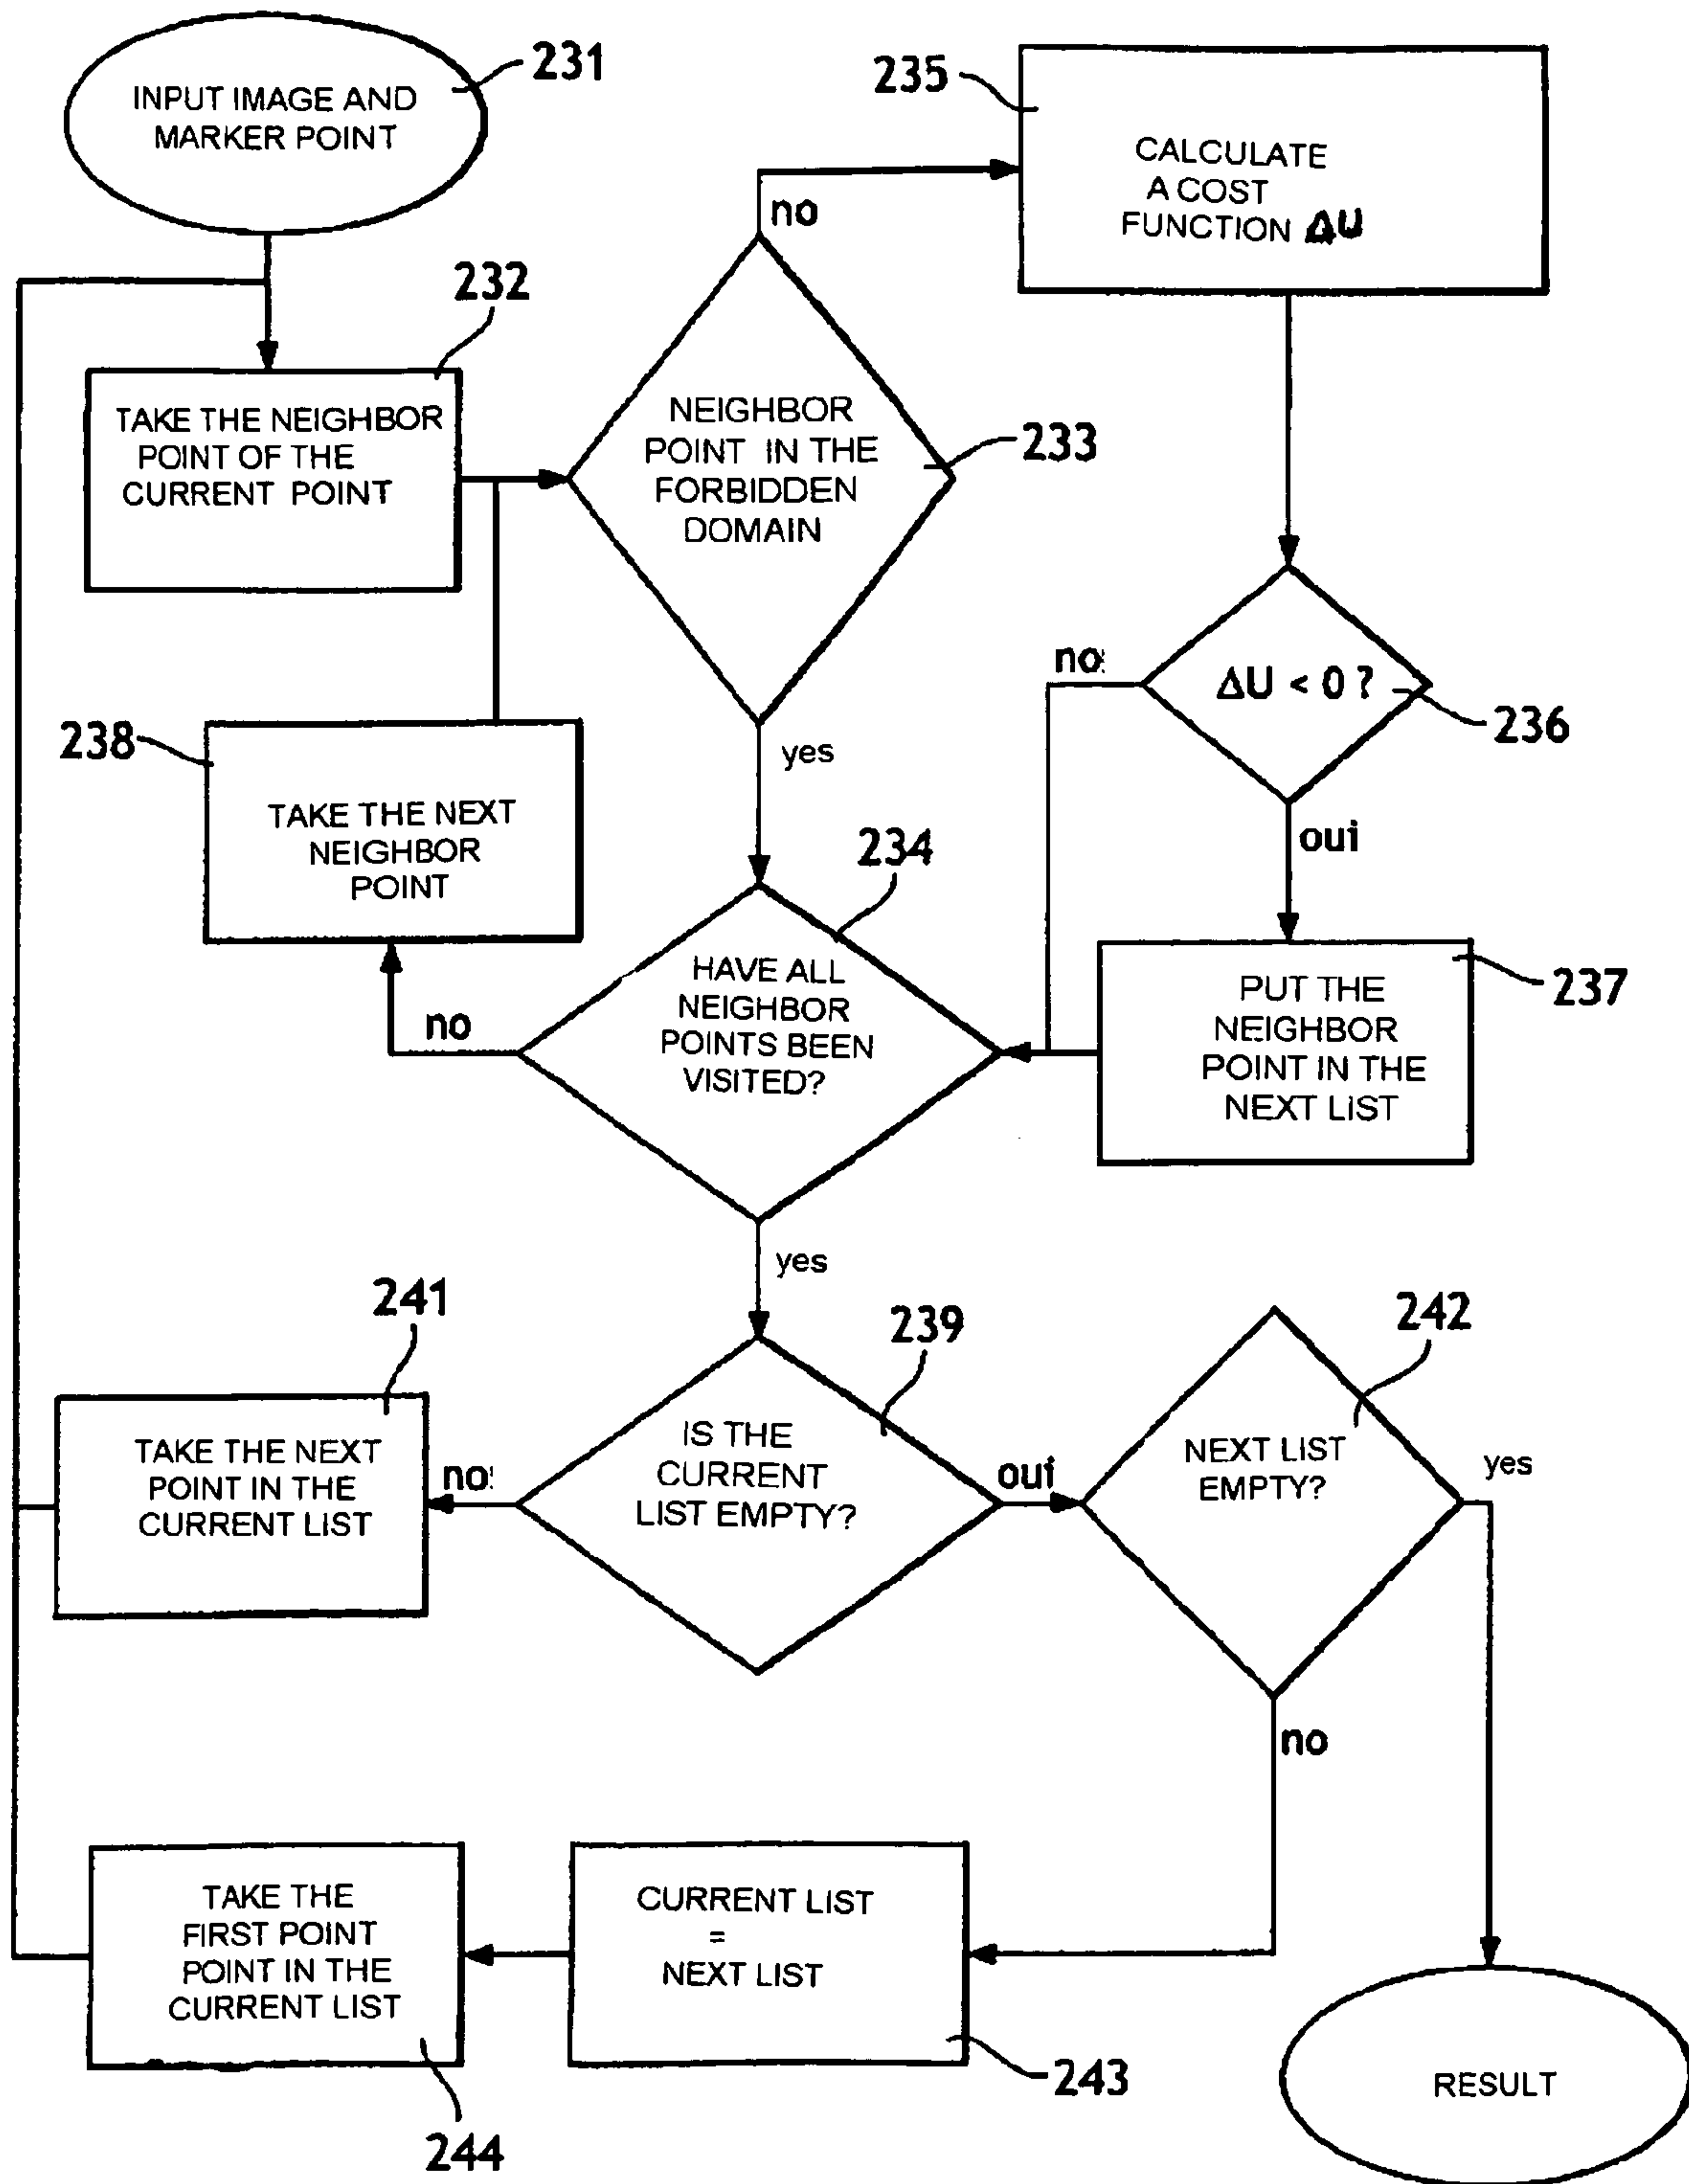 231
INPUT IMAGE AND
MARKER POINT
235
CALCULATE
A COST
FUNCTION ΔU
no
232
TAKE THE NEIGHBOR
POINT OF THE
CURRENT POINT
NEIGHBOR
POINT IN THE
FORBIDDEN
DOMAIN
233
no
ΔU < 0 ?
236
238
TAKE THE NEXT
NEIGHBOR
POINT
yes
oui
234
HAVE ALL
NEIGHBOR
POINTS BEEN
VISITED?
no
PUT THE
NEIGHBOR
POINT IN THE
NEXT LIST
237
yes
241
TAKE THE NEXT
POINT IN THE
CURRENT LIST
no
239
IS THE
CURRENT
LIST EMPTY?
oui
242
NEXT LIST
EMPTY?
yes
no
TAKE THE
FIRST POINT
POINT IN THE
CURRENT LIST
244
CURRENT LIST
=
NEXT LIST
243
RESULT